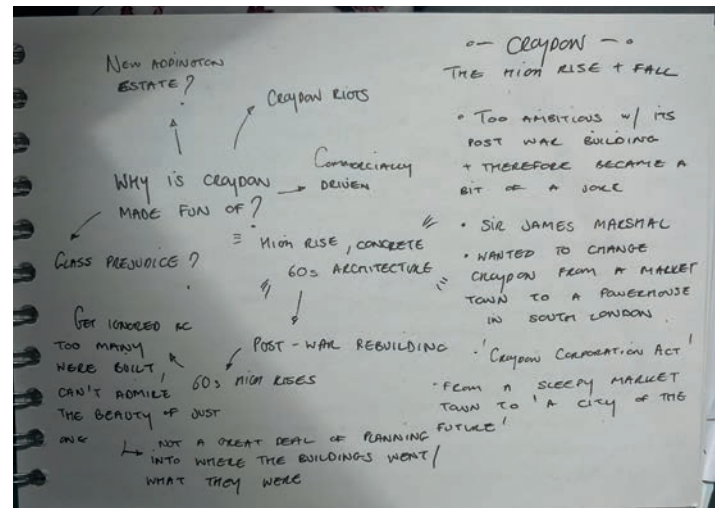 New ADDINGTON
ESTATE?
CROYDON RIOTS
WHY IS CROYDON
MADE FUN OF?
COMMERCIALLY
DRIVEN
CLASS PREJUDICE?
HIGH RISE, CONCRETE
60s ARCHITECTURE
POST-WAR REBUILDING
60s HIGH RISES
GET IGNORED BC
TOO MANY
WERE BUILT,
CAN'T ADMIRE
THE BEAUTY OF JUST
ONE
NOT A GREAT DEAL OF PLANNING
INTO WHERE THE BUILDINGS WENT/
WHAT THEY WERE
- CROYDON -
THE HIGH RISE + FALL
• TOO AMBITIOUS w/ ITS
POST WAR BUILDING
+ THEREFORE BECAME A
BIT OF A JOKE
• SIR JAMES MARSHAL
• WANTED TO CHANGE
CROYDON FROM A MARKET
TOWN TO A POWERHOUSE
IN SOUTH LONDON
• 'CROYDON CORPORATION ACT'
• FROM A SLEEPY MARKET
TOWN TO 'A CITY OF THE
FUTURE'